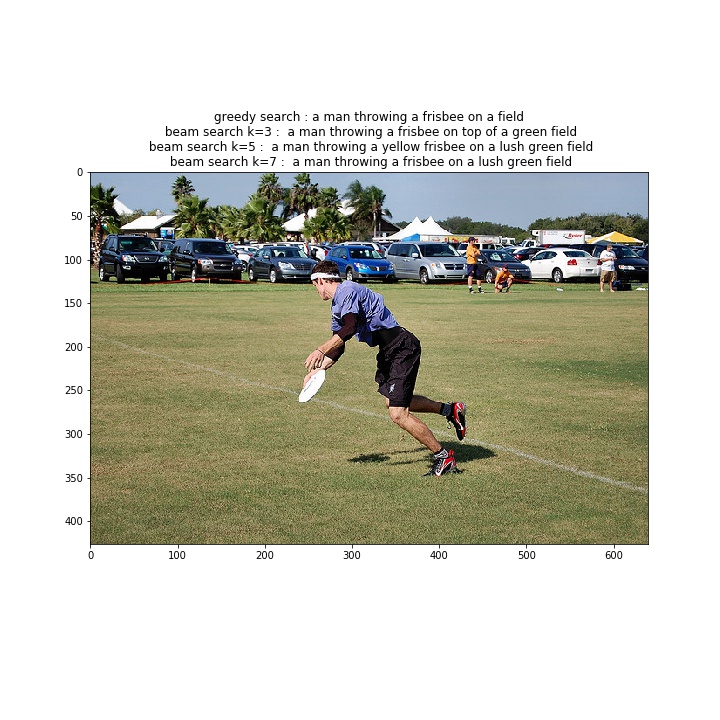 greedy search : a man throwing a frisbee on a field
beam search k=3 :  a man throwing a frisbee on top of a green field
beam search k=5 :  a man throwing a yellow frisbee on a lush green field
beam search k=7 :  a man throwing a frisbee on a lush green field
0
50
100
150
200
250
300
350
400
0 100 200 300 400 500 600